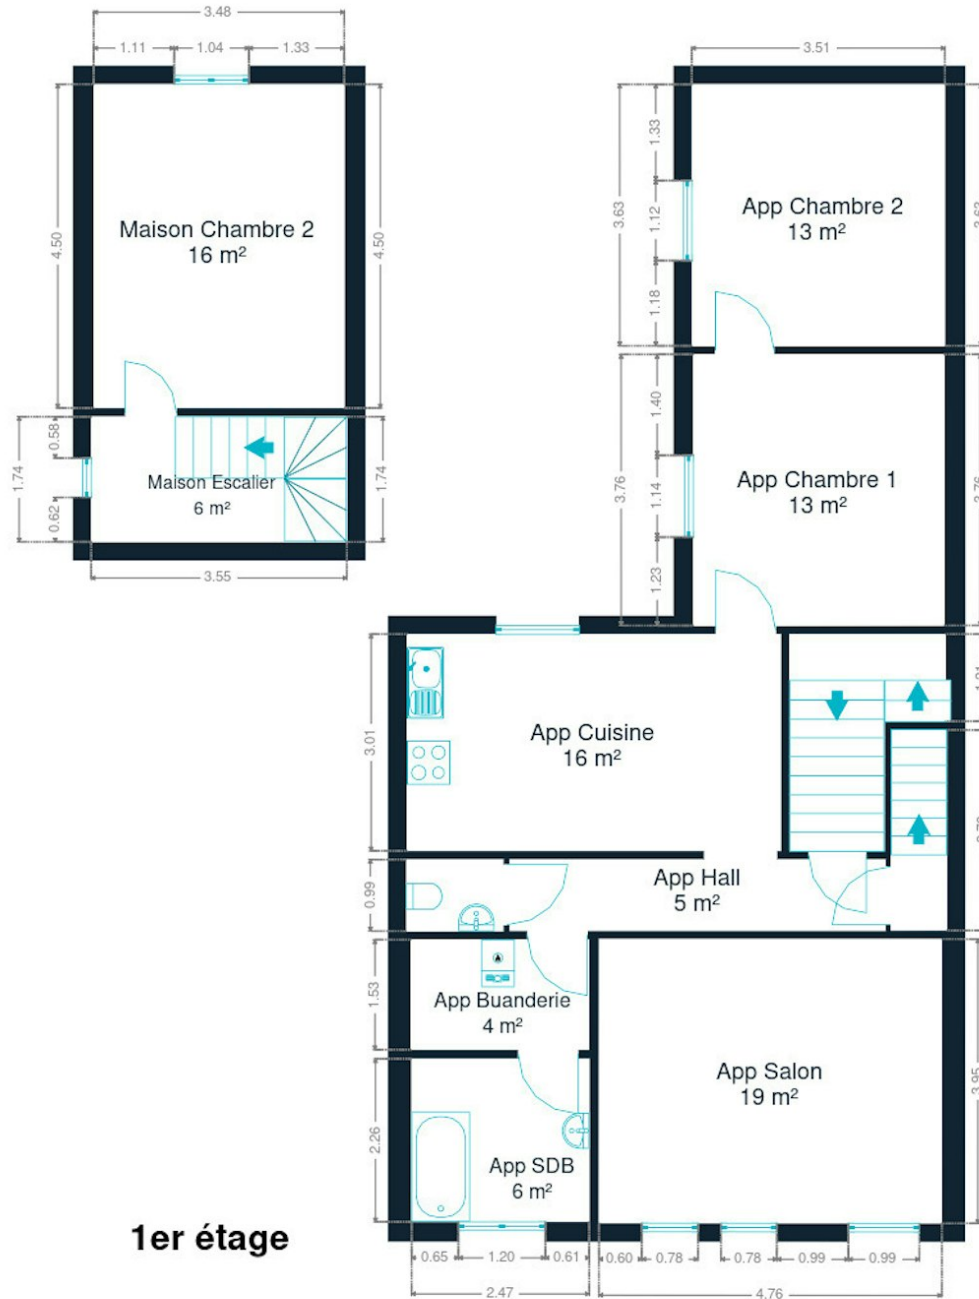 3.48
1.11
1.04
1.33
4.50
Maison Chambre 2
16 m²
4.50
0.58
1.74
0.62
Maison Escalier
6 m²
1.74
3.55
3.51
1.33
3.63
1.12
1.18
App Chambre 2
13 m²
1.40
3.76
1.14
1.23
App Chambre 1
13 m²
3.01
App Cuisine
16 m²
0.99
App Hall
5 m²
1.53
App Buanderie
4 m²
2.26
App SDB
6 m²
App Salon
19 m²
3.95
0.65
1.20
0.61
2.47
0.60
0.78
0.78
0.99
0.99
4.76
1er étage